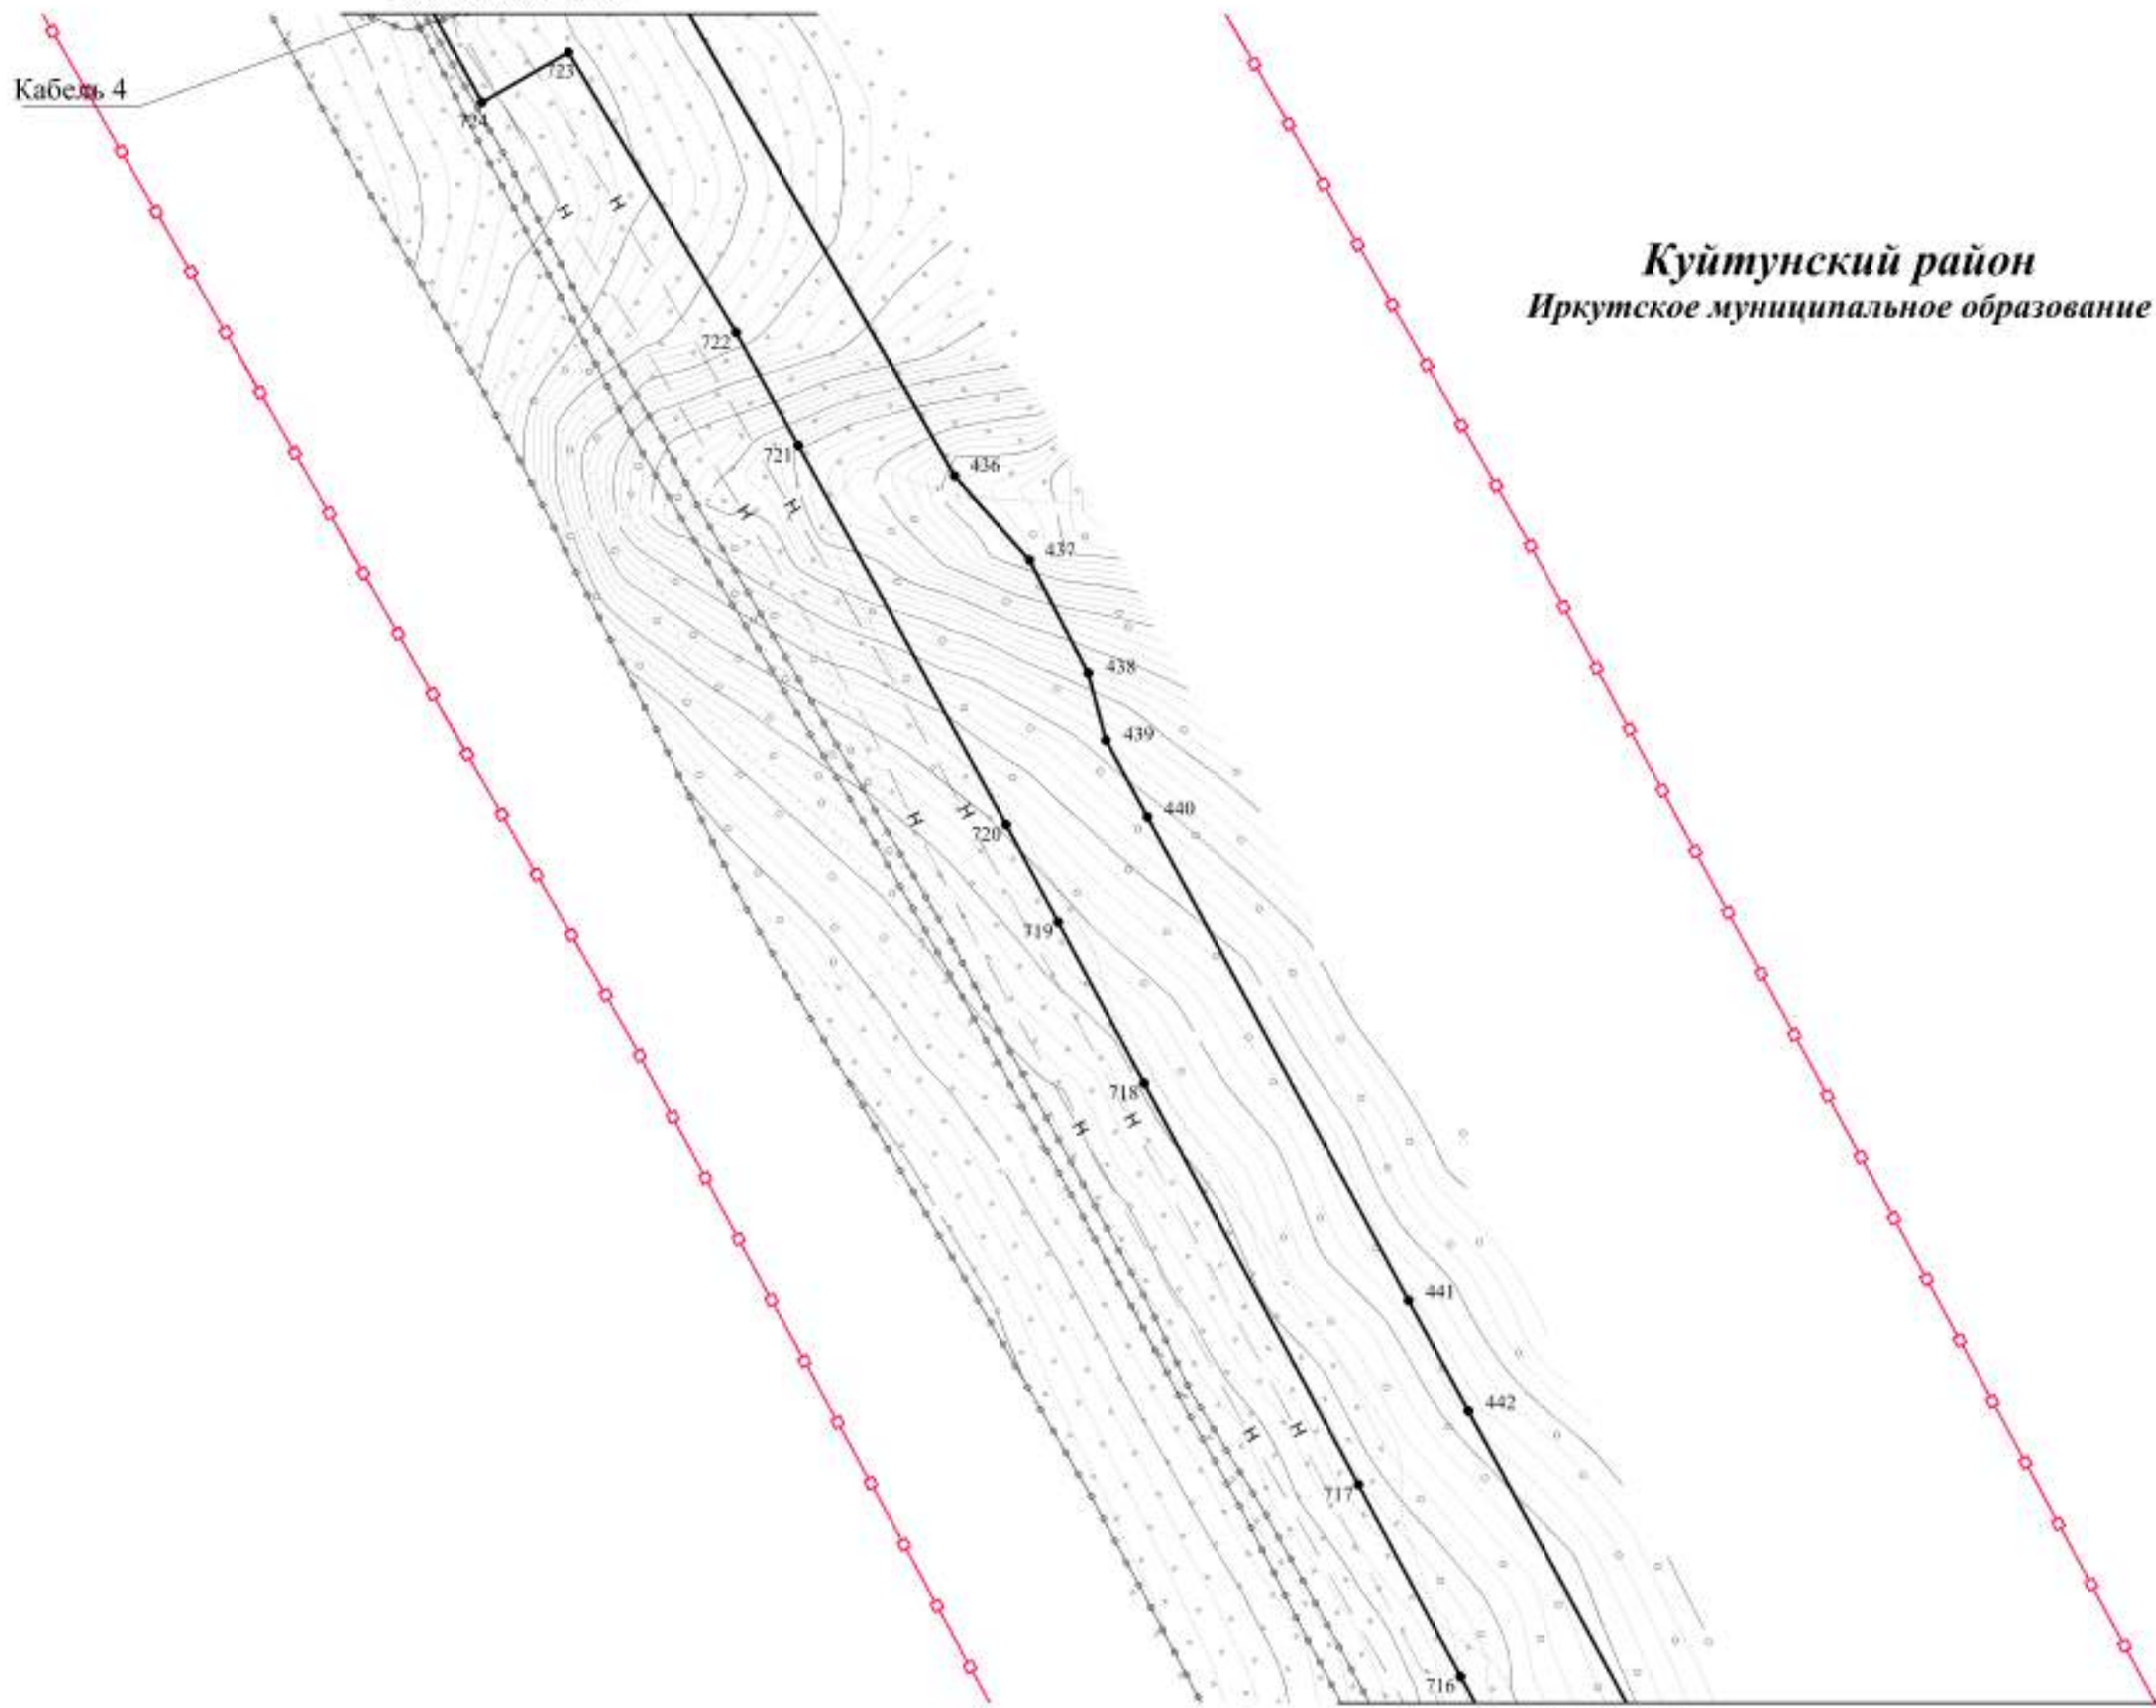 Кабель 4
723
724
Куйтунский район
Иркутское муниципальное образование
Н
Н
722
721
436
Н
Н
437
438
439
440
Н
Н
720
719
718
Н
Н
441
442
Н
Н
717
716